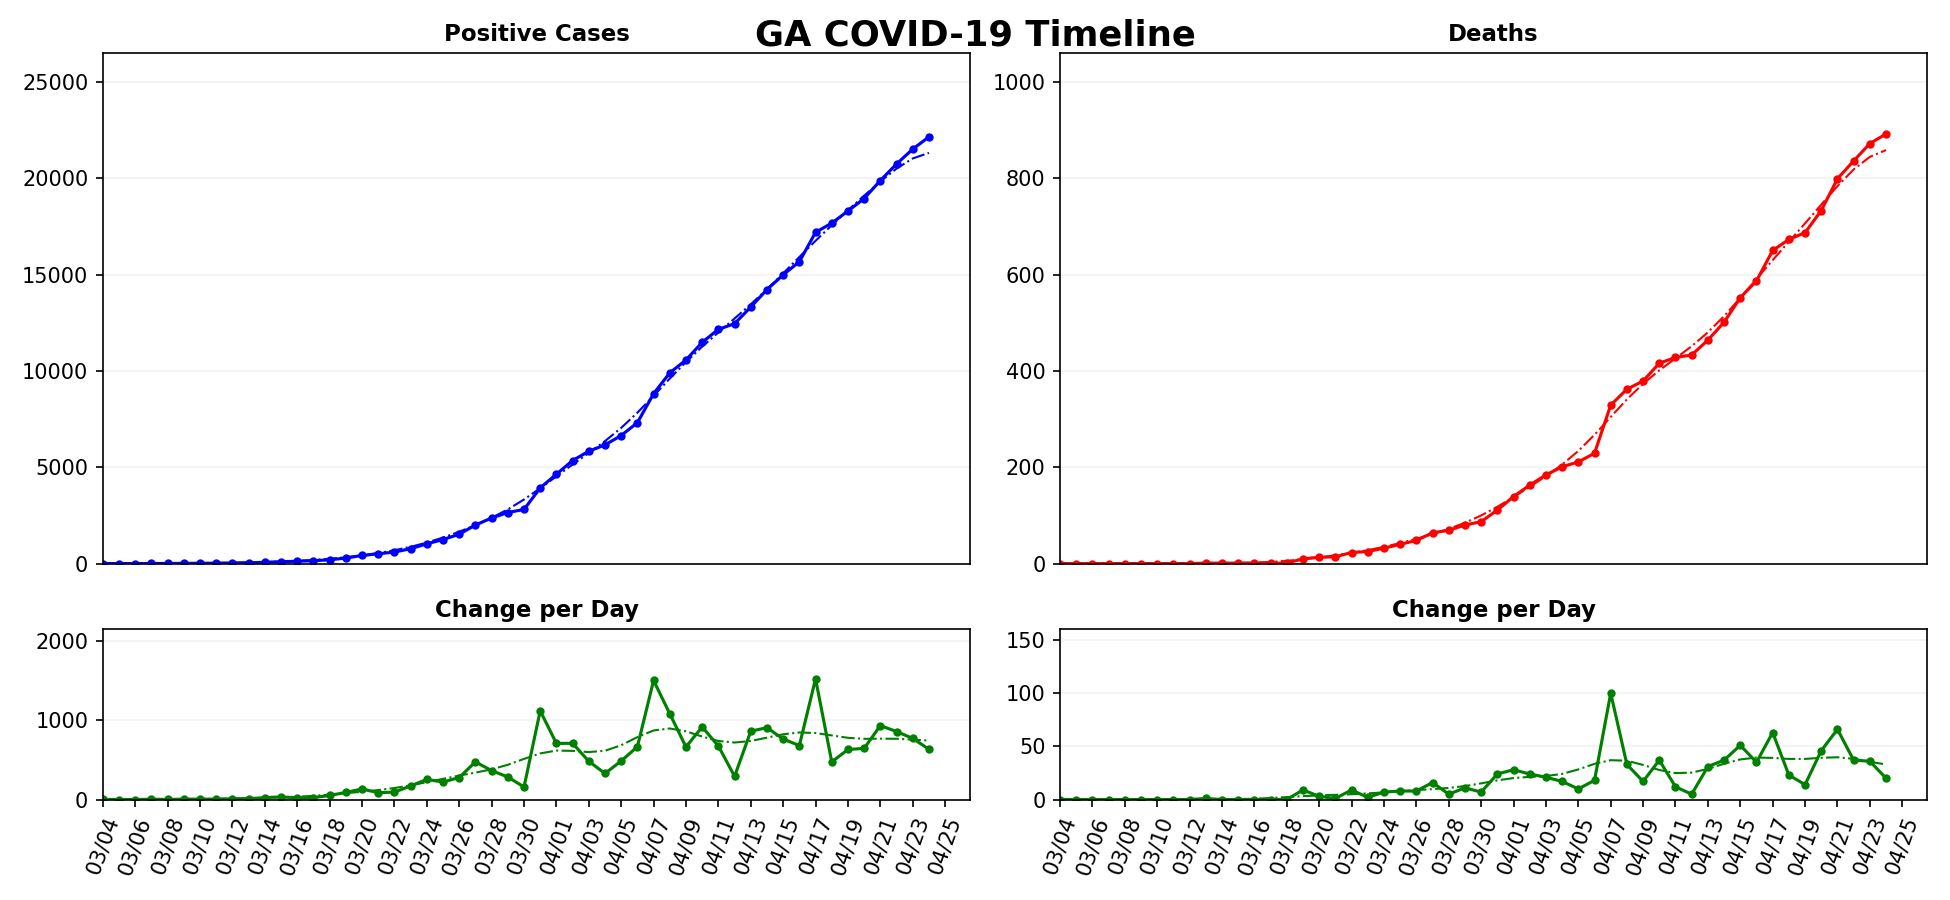 GA COVID-19 Timeline
Positive Cases
25000
20000
15000
10000
5000
0
Deaths
1000
800
600
400
200
0
Change per Day
2000
1000
0
03/04 03/06 03/08 03/10 03/12 03/14 03/16 03/18 03/20 03/22 03/24 03/26 03/28 03/30 04/01 04/03 04/05 04/07 04/09 04/11 04/13 04/15 04/17 04/19 04/21 04/23 04/25
Change per Day
150
100
50
0
03/04 03/06 03/08 03/10 03/12 03/14 03/16 03/18 03/20 03/22 03/24 03/26 03/28 03/30 04/01 04/03 04/05 04/07 04/09 04/11 04/13 04/15 04/17 04/19 04/21 04/23 04/25